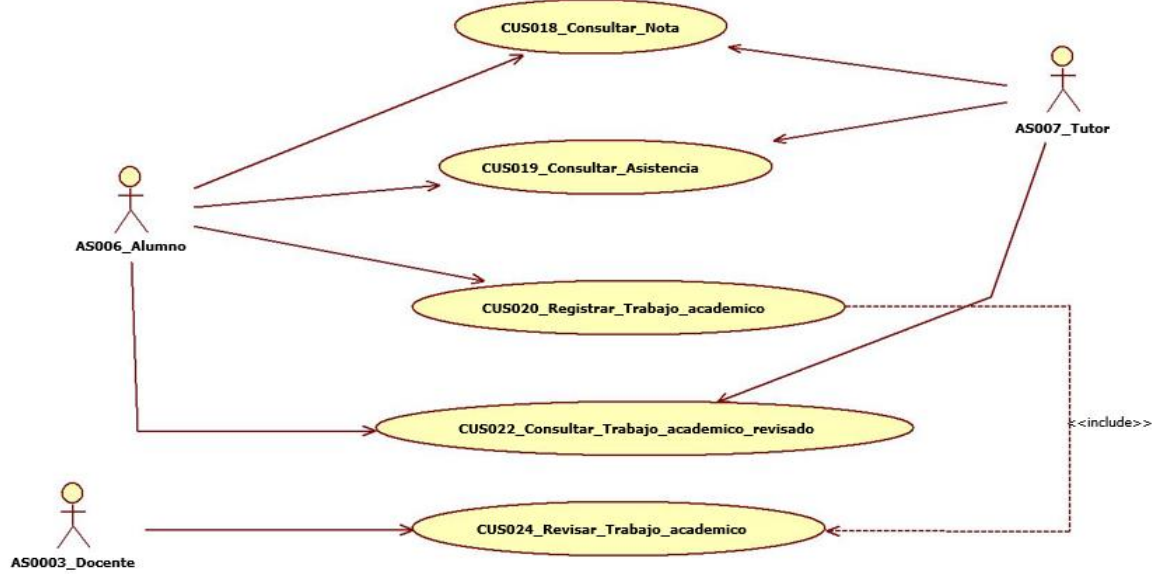 CUS018_Consultar_Nota
AS007_Tutor
CUS019_Consultar_Asistencia
AS006_Alumno
CUS020_Registrar_Trabajo_academico
CUS022_Consultar_Trabajo_academico_revisado
<<include>>
CUS024_Revisar_Trabajo_academico
AS0003_Docente